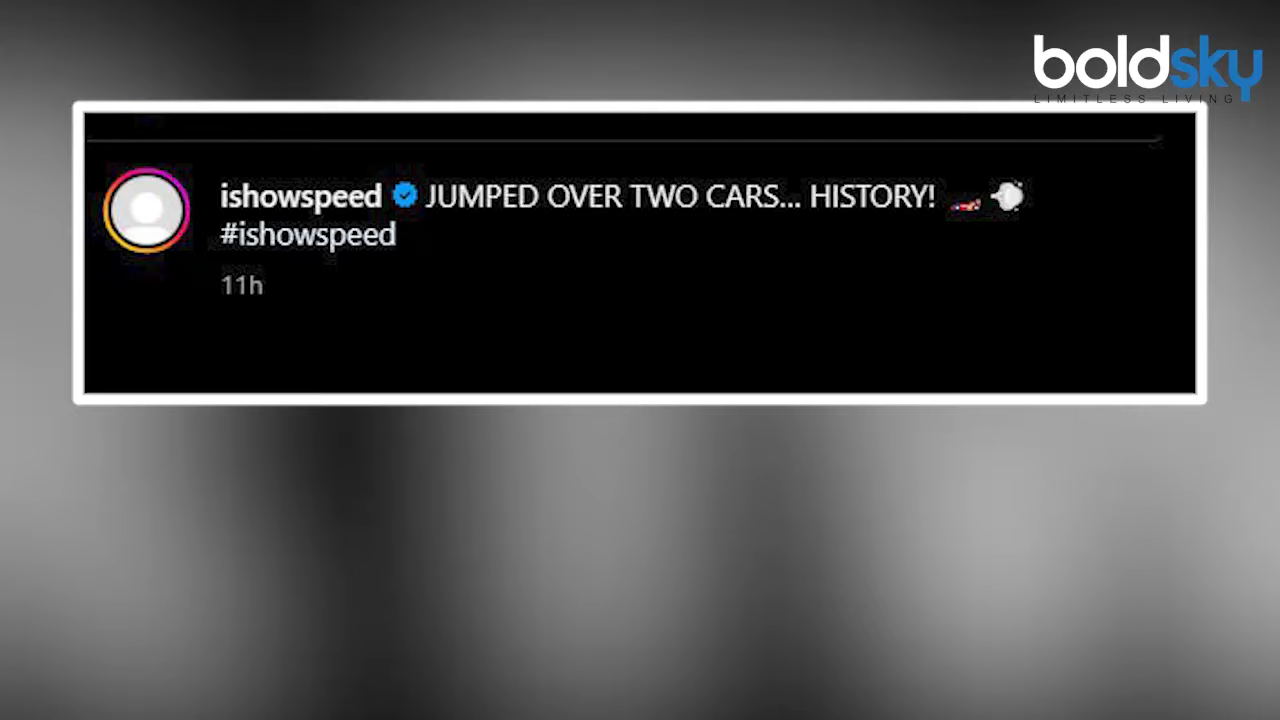 boldsky
LIMITLESS LIVING
ishowspeed JUMPED OVER TWO CARS... HISTORY! 🏎️💨
#ishowspeed
11h